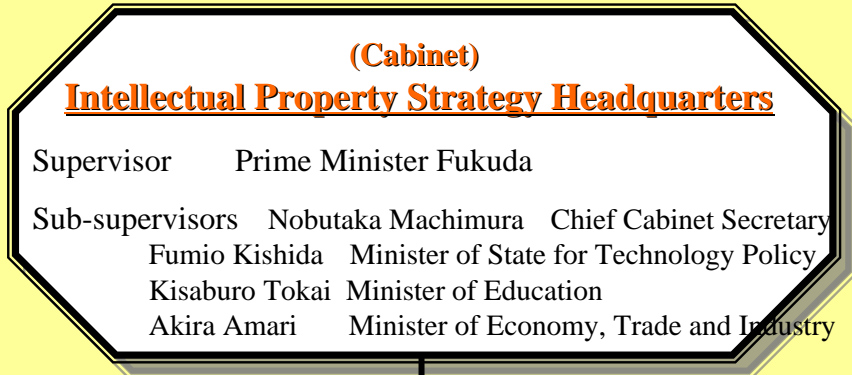 (Cabinet)
Intellectual Property Strategy Headquarters
Supervisor Prime Minister Fukuda
Sub-supervisors Nobutaka Machimura Chief Cabinet Secretary
Fumio Kishida Minister of State for Technology Policy
Kisaburo Tokai Minister of Education
Akira Amari Minister of Economy, Trade and Industry